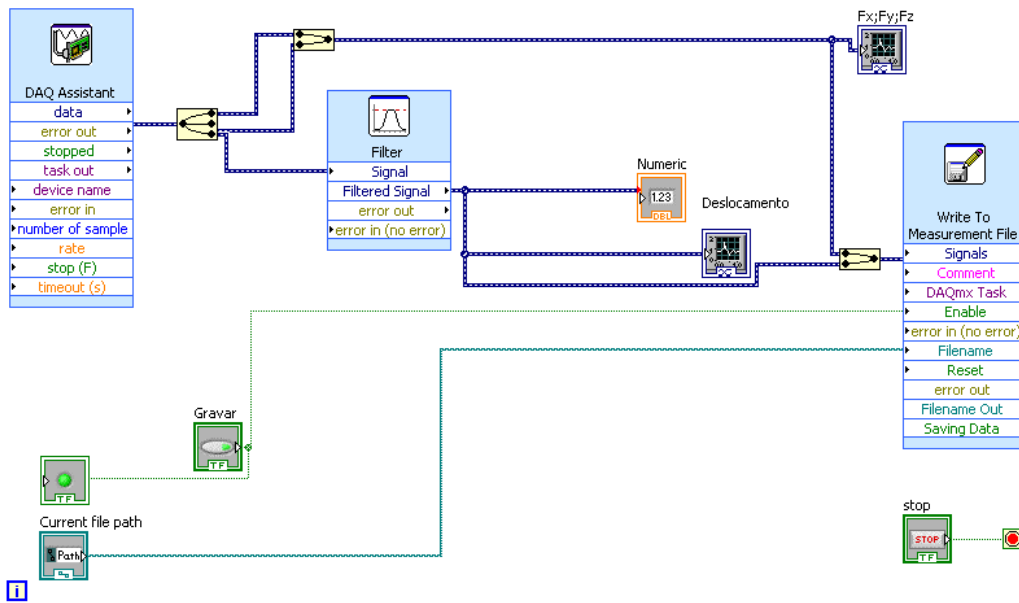 DAQ Assistant
data
error out
stopped
task out
device name
error in
number of sample
rate
stop (F)
timeout (s)
Filter
Signal
Filtered Signal
error out
error in (no error)
Numeric
1.23
DBL
Deslocamento
Fx;Fy;Fz
Write To
Measurement File
Signals
Comment
DAQmx Task
Enable
error in (no error)
Filename
Reset
error out
Filename Out
Saving Data
Gravar
TF
TF
Current file path
Path
stop
STOP
TF
i